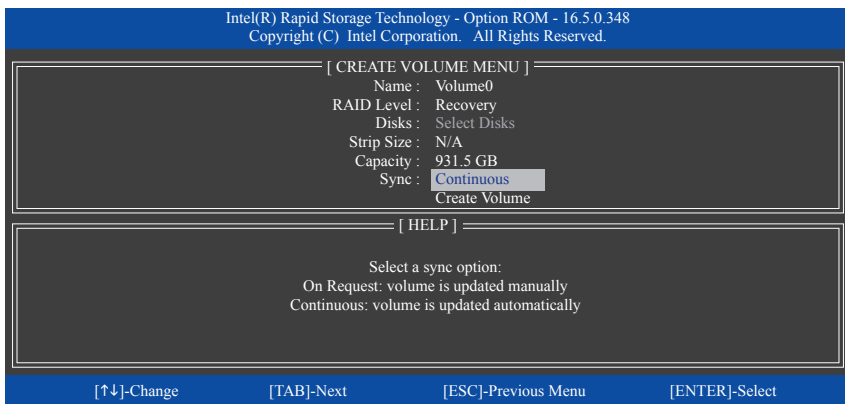 Intel(R) Rapid Storage Technology - Option ROM - 16.5.0.348
Copyright (C) Intel Corporation. All Rights Reserved.
[ CREATE VOLUME MENU ]
Name : Volume0
RAID Level : Recovery
Disks : Select Disks
Strip Size : N/A
Capacity : 931.5 GB
Sync : Continuous
Create Volume
[ HELP ]
Select a sync option:
On Request: volume is updated manually
Continuous: volume is updated automatically
[↑↓]-Change [TAB]-Next [ESC]-Previous Menu [ENTER]-Select